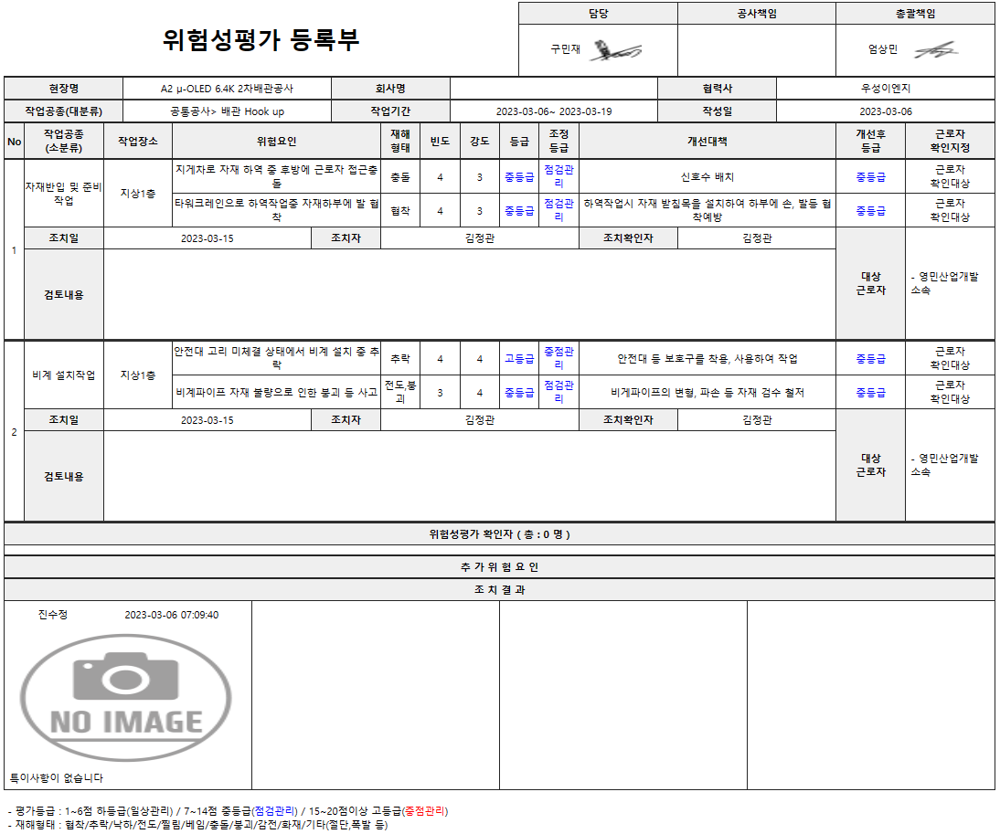 위험성평가 등록부
담당 공사책임 총괄책임
구민재 엄상민
현장명 A2 μ-OLED 6.4K 2차배관공사 회사명 협력사 우성이엔지
작업공종(대분류) 공통공사> 배관 Hook up 작업기간 2023-03-06~ 2023-03-19 작성일 2023-03-06
No 작업공종 (소분류) 작업장소 위험요인 재해 형태 빈도 강도 등급 조정 등급 개선대책 개선후 등급 근로자 확인지정
1 자재반입 및 준비 작업 지상1층
지게차로 자재 하역 중 후방에 근로자 접근충돌 충돌 4 3 중등급 점검관리 신호수 배치 중등급 근로자 확인대상
타워크레인으로 하역작업중 자재하부에 발 협착 협착 4 3 중등급 점검관리 하역작업시 자재 받침목을 설치하여 하부에 손, 발등 협착예방 중등급 근로자 확인대상
조치일 2023-03-15 조치자 김정관 조치확인자 김정관
검토내용 대상 근로자 - 영민산업개발 소속
2 비계 설치작업 지상1층
안전대 고리 미체결 상태에서 비계 설치 중 추락 추락 4 4 고등급 중점관리 안전대 등 보호구를 착용, 사용하여 작업 중등급 근로자 확인대상
비계파이프 자재 불량으로 인한 붕괴 등 사고 전도,붕괴 3 4 중등급 점검관리 비게파이프의 변형, 파손 등 자재 검수 철저 중등급 근로자 확인대상
조치일 2023-03-15 조치자 김정관 조치확인자 김정관
검토내용 대상 근로자 - 영민산업개발 소속
위험성평가 확인자 ( 총 : 0 명 )
추 가 위 험 요 인
조 치 결 과
진수정 2023-03-06 07:09:40
NO IMAGE
특이사항이 없습니다
- 평가등급 : 1~6점 하등급(일상관리) / 7~14점 중등급(점검관리) / 15~20점이상 고등급(중점관리)
- 재해형태 : 협착/추락/낙하/전도/찔림/베임/충돌/붕괴/감전/화재/기타(절단,폭발 등)